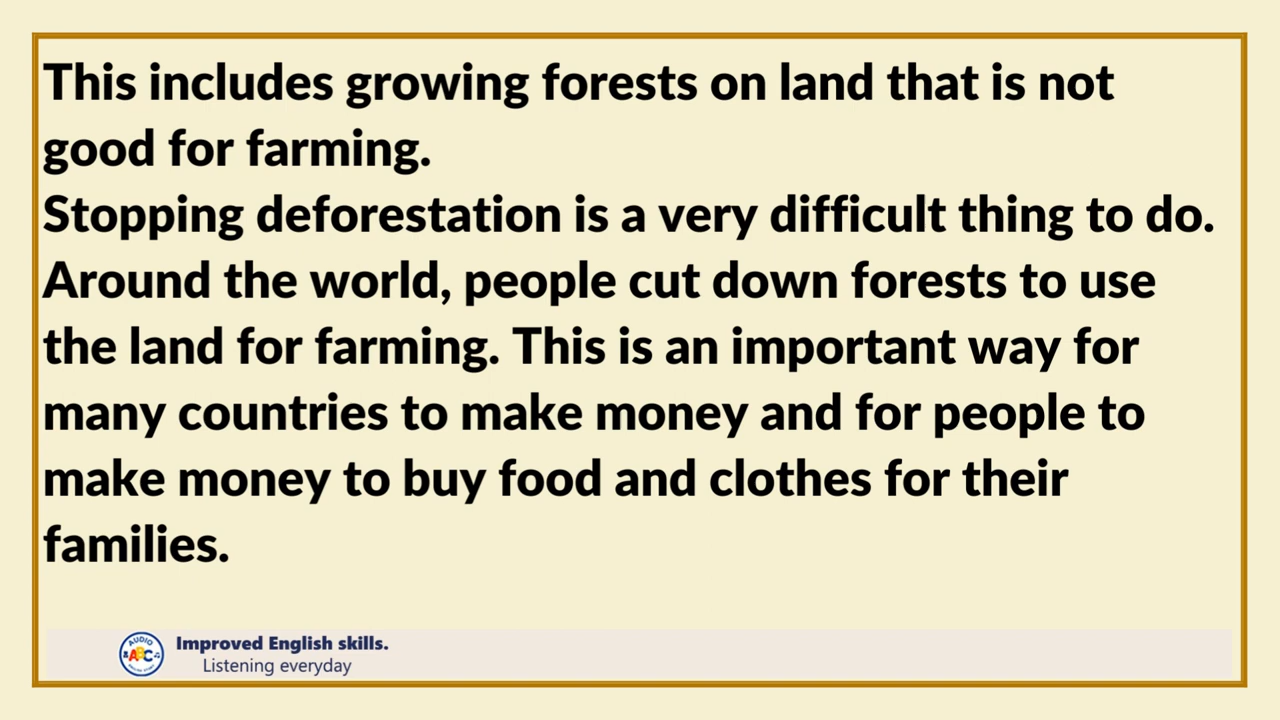 This includes growing forests on land that is not
good for farming.
Stopping deforestation is a very difficult thing to do.
Around the world, people cut down forests to use
the land for farming. This is an important way for
many countries to make money and for people to
make money to buy food and clothes for their
families.
AUDIO
ABC
Improved English skills.
Listening everyday